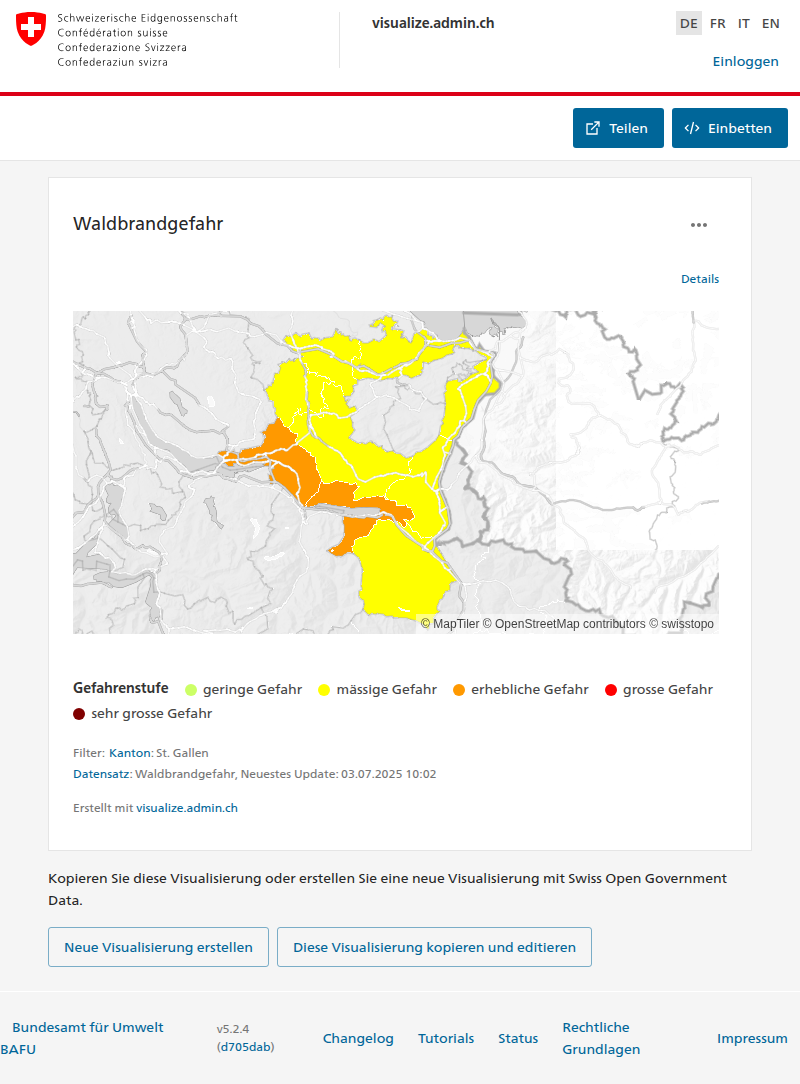 Schweizerische Eidgenossenschaft
Confédération suisse
Confederazione Svizzera
Confederaziun svizra
visualize.admin.ch
DE FR IT EN
Einloggen
Teilen
Einbetten
Waldbrandgefahr
Details
© MapTiler © OpenStreetMap contributors © swisstopo
Gefahrenstufe geringe Gefahr mässige Gefahr erhebliche Gefahr grosse Gefahr
sehr grosse Gefahr
Filter: Kanton: St. Gallen
Datensatz: Waldbrandgefahr, Neuestes Update: 03.07.2025 10:02
Erstellt mit visualize.admin.ch
Kopieren Sie diese Visualisierung oder erstellen Sie eine neue Visualisierung mit Swiss Open Government
Data.
Neue Visualisierung erstellen
Diese Visualisierung kopieren und editieren
Bundesamt für Umwelt
BAFU
v5.2.4
(d705dab)
Changelog
Tutorials
Status
Rechtliche
Grundlagen
Impressum